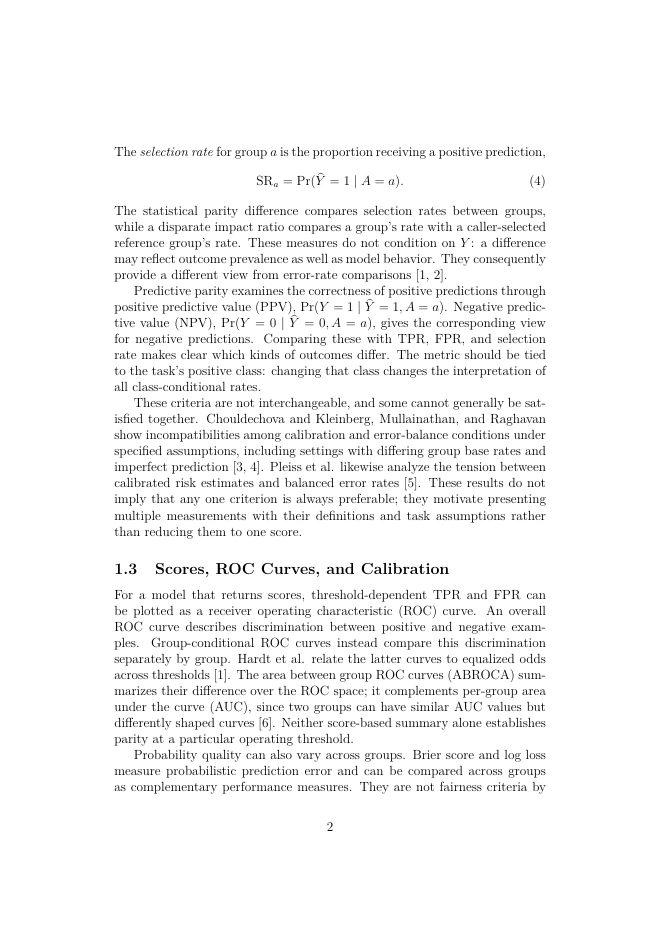 The selection rate for group a is the proportion receiving a positive prediction,
SR_a = Pr(Ŷ = 1 | A = a). (4)
The statistical parity difference compares selection rates between groups,
while a disparate impact ratio compares a group's rate with a caller-selected
reference group's rate. These measures do not condition on Y: a difference
may reflect outcome prevalence as well as model behavior. They consequently
provide a different view from error-rate comparisons [1, 2].
Predictive parity examines the correctness of positive predictions through
positive predictive value (PPV), Pr(Y = 1 | Ŷ = 1, A = a). Negative predic-
tive value (NPV), Pr(Y = 0 | Ŷ = 0, A = a), gives the corresponding view
for negative predictions. Comparing these with TPR, FPR, and selection
rate makes clear which kinds of outcomes differ. The metric should be tied
to the task's positive class: changing that class changes the interpretation of
all class-conditional rates.
These criteria are not interchangeable, and some cannot generally be sat-
isfied together. Chouldechova and Kleinberg, Mullainathan, and Raghavan
show incompatibilities among calibration and error-balance conditions under
specified assumptions, including settings with differing group base rates and
imperfect prediction [3, 4]. Pleiss et al. likewise analyze the tension between
calibrated risk estimates and balanced error rates [5]. These results do not
imply that any one criterion is always preferable; they motivate presenting
multiple measurements with their definitions and task assumptions rather
than reducing them to one score.
1.3 Scores, ROC Curves, and Calibration
For a model that returns scores, threshold-dependent TPR and FPR can
be plotted as a receiver operating characteristic (ROC) curve. An overall
ROC curve describes discrimination between positive and negative exam-
ples. Group-conditional ROC curves instead compare this discrimination
separately by group. Hardt et al. relate the latter curves to equalized odds
across thresholds [1]. The area between group ROC curves (ABROCA) sum-
marizes their difference over the ROC space; it complements per-group area
under the curve (AUC), since two groups can have similar AUC values but
differently shaped curves [6]. Neither score-based summary alone establishes
parity at a particular operating threshold.
Probability quality can also vary across groups. Brier score and log loss
measure probabilistic prediction error and can be compared across groups
as complementary performance measures. They are not fairness criteria by
2